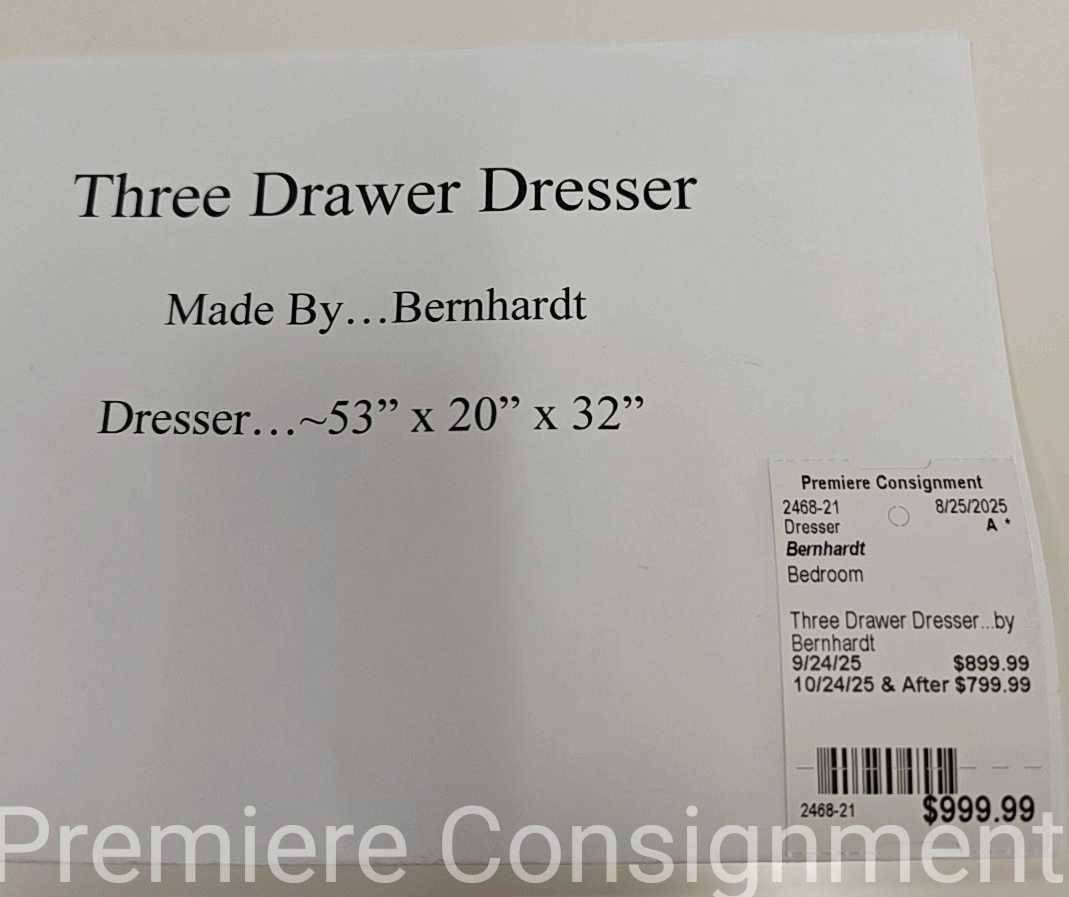 Three Drawer Dresser
Made By…Bernhardt
Dresser…~53” x 20” x 32”
Premiere Consignment
2468-21 8/25/2025
Dresser A *
Bernhardt
Bedroom
Three Drawer Dresser...by
Bernhardt
9/24/25 $899.99
10/24/25 & After $799.99
2468-21 $999.99
Premiere Consignment